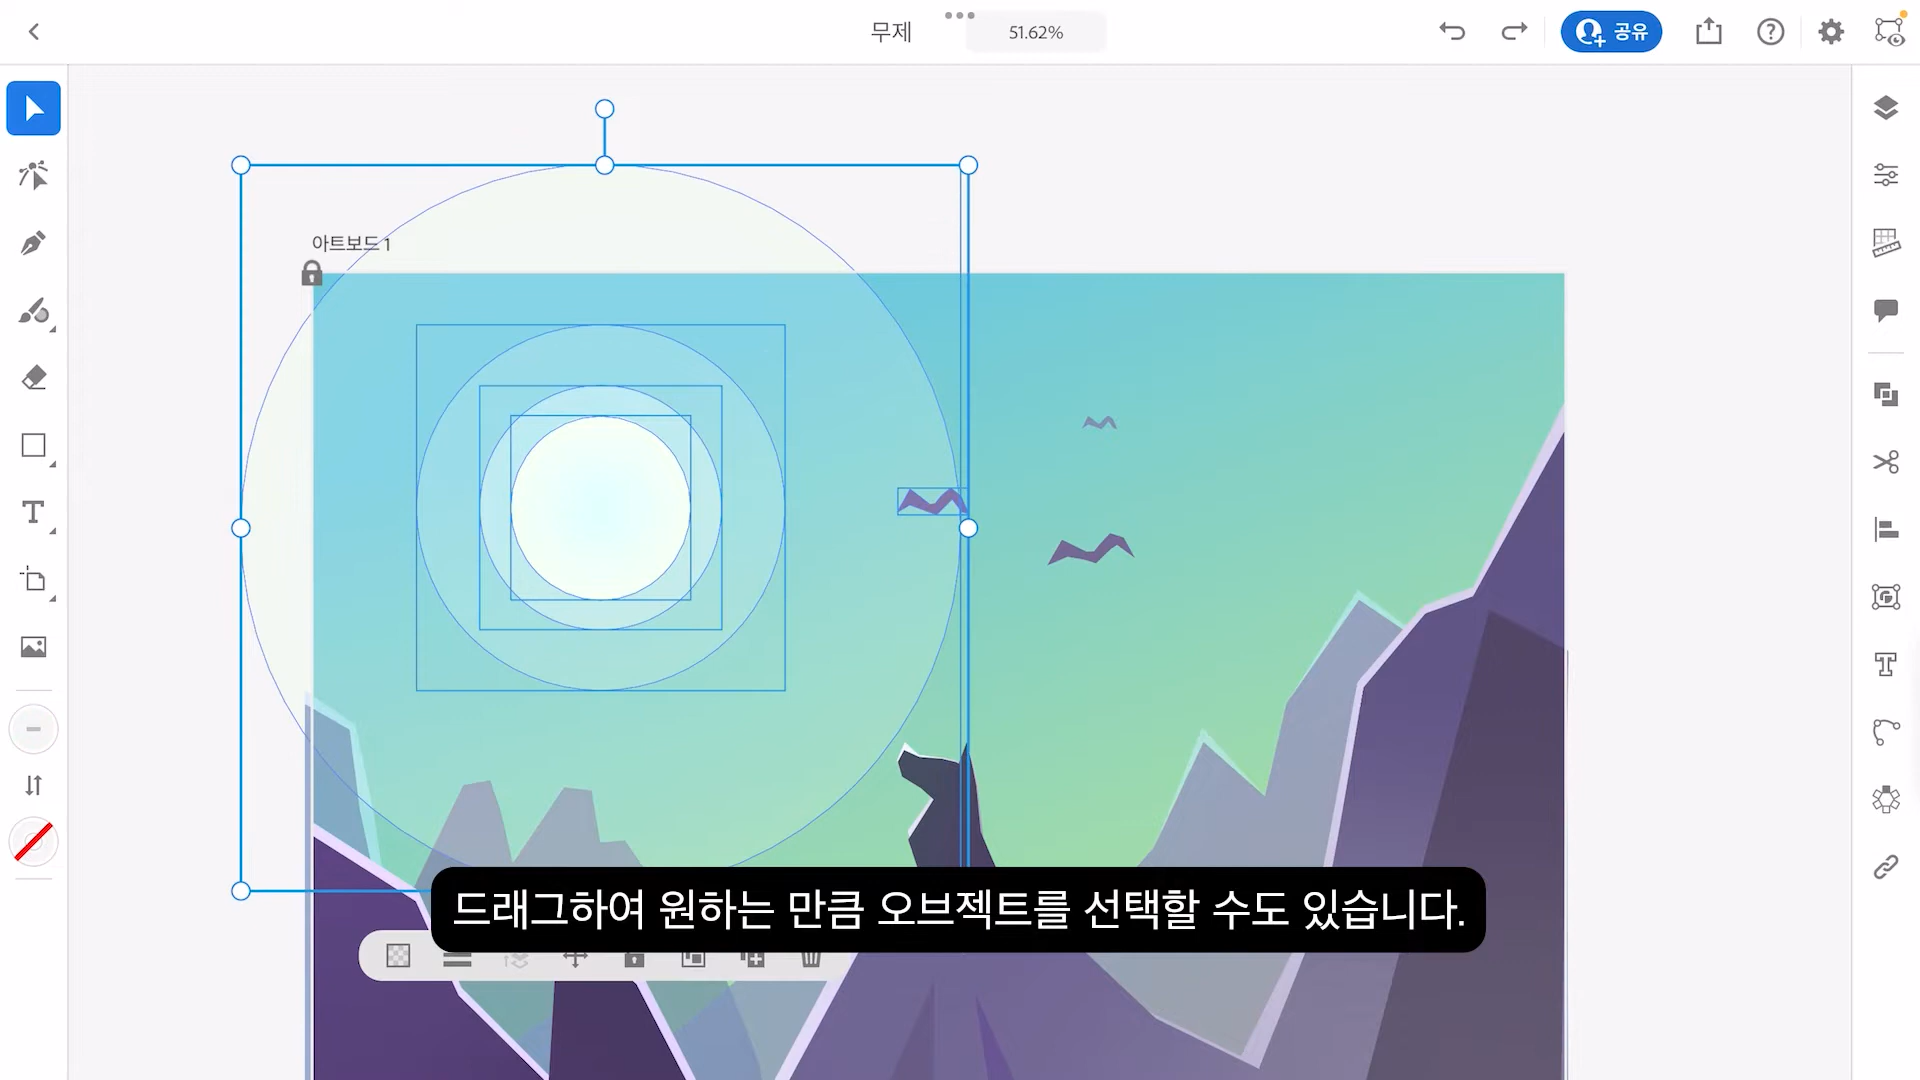 무제
51.62%
공유
아트보드 1
드래그하여 원하는 만큼 오브젝트를 선택할 수도 있습니다.